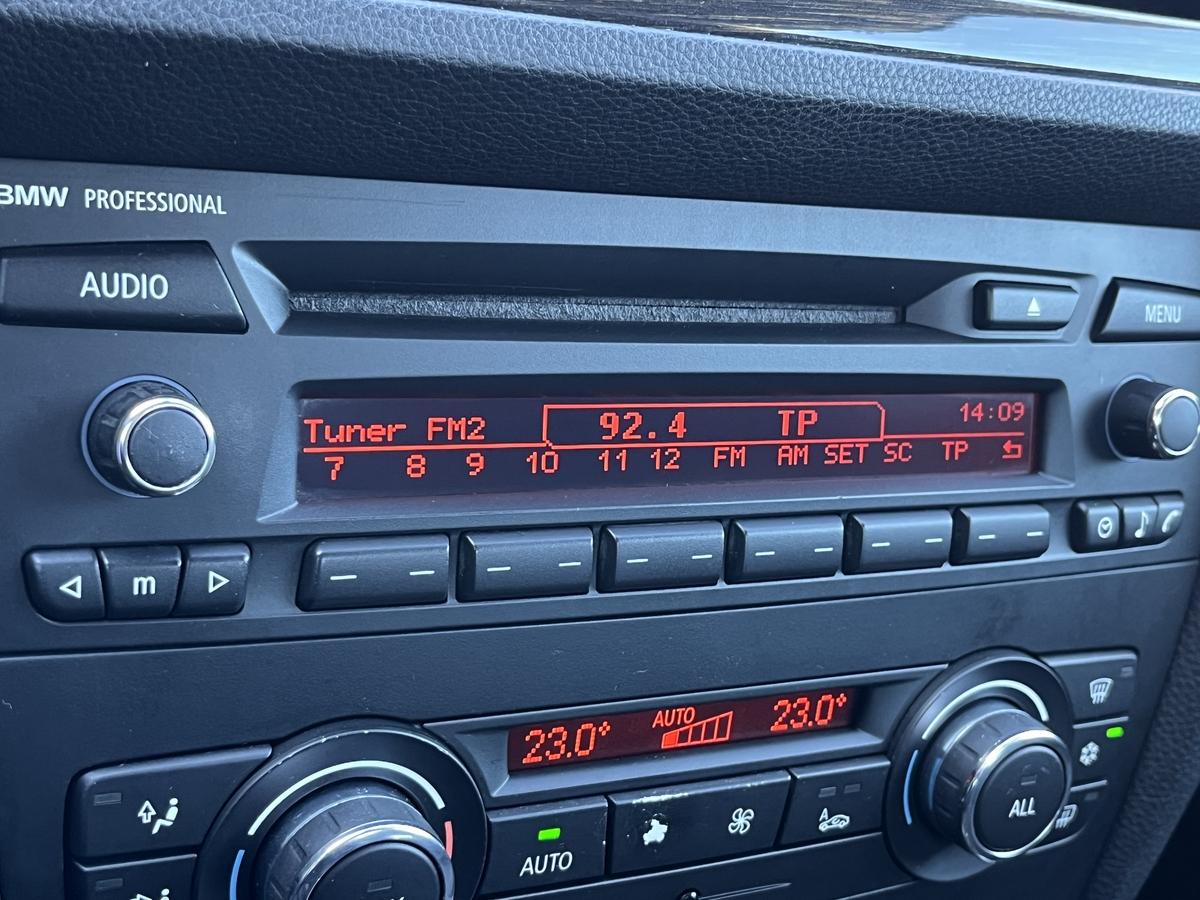 BMW PROFESSIONAL
AUDIO
MENU
Tuner FM2 92.4 TP 14:09
7 8 9 10 11 12 FM AM SET SC TP
m
23.0° AUTO 23.0°
AUTO
A
ALL